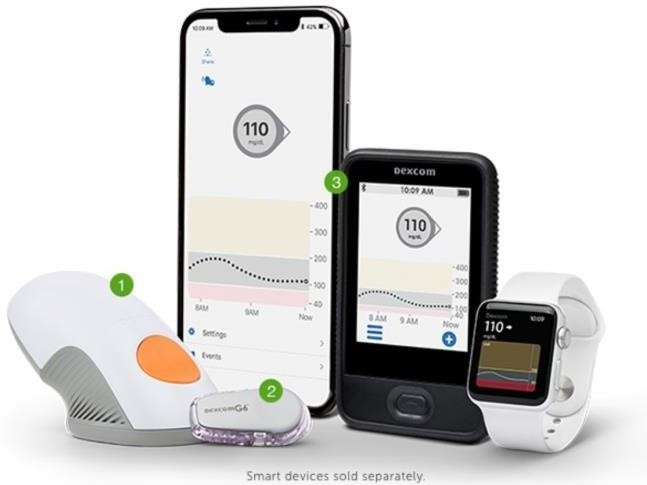 10:09 AM
42%
Share
110
mg/dL
400
300
200
100
40
8AM
9AM
Now
Settings
Events
1
2
DEXCOMG6
3
Dexcom
10:09 AM
110
mg/dL
400
300
200
100
40
8 AM
9 AM
Now
Dexcom
10:09
110
Smart devices sold separately.